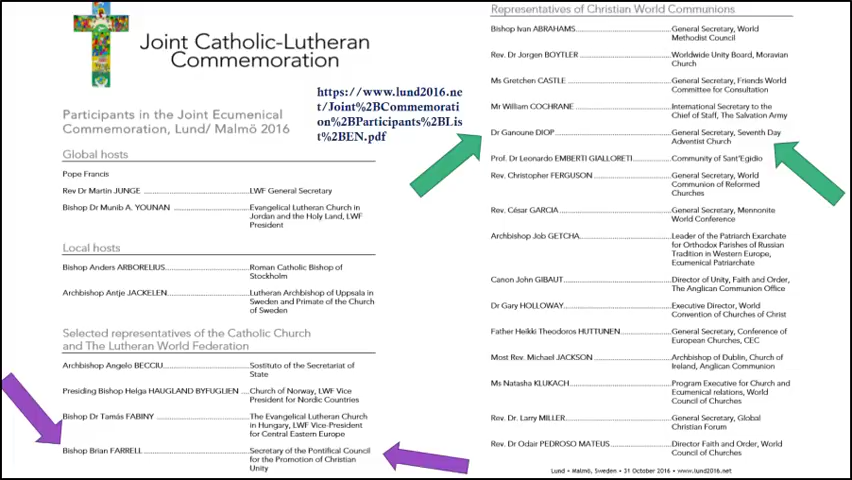 Joint Catholic-Lutheran
Commemoration
https://www.lund2016.ne
t/Joint%2BCommemorati
on%2BParticipants%2BLis
t%2BEN.pdf
Participants in the Joint Ecumenical
Commemoration, Lund/ Malmö 2016
Global hosts
Pope Francis
Rev Dr Martin JUNGE ........ LWF General Secretary
Bishop Dr Munib A. YOUNAN ........ Evangelical Lutheran Church in
Jordan and the Holy Land, LWF
President
Local hosts
Bishop Anders ARBORELIUS........ Roman Catholic Bishop of
Stockholm
Archbishop Antje JACKELEN........ Lutheran Archbishop of Uppsala in
Sweden and Primate of the Church
of Sweden
Selected representatives of the Catholic Church
and The Lutheran World Federation
Archbishop Angelo BECCIU........ Sostituto of the Secretariat of
State
Presiding Bishop Helga HAUGLAND BYFUGLIEN .... Church of Norway, LWF Vice
President for Nordic Countries
Bishop Dr Tamás FABINY ........ The Evangelical Lutheran Church
in Hungary, LWF Vice-President
for Central Eastern Europe
Bishop Brian FARRELL........ Secretary of the Pontifical Council
for the Promotion of Christian
Unity
Representatives of Christian World Communions
Bishop Ivan ABRAHAMS........ General Secretary, World
Methodist Council
Rev. Dr Jorgen BOYTLER ........ Worldwide Unity Board, Moravian
Church
Ms Gretchen CASTLE ........ General Secretary, Friends World
Committee for Consultation
Mr William COCHRANE ........ International Secretary to the
Chief of Staff, The Salvation Army
Dr Ganoune DIOP........ General Secretary, Seventh Day
Adventist Church
Prof. Dr Leonardo EMBERTI GIALLORETI........ Community of Sant'Egidio
Rev. Christopher FERGUSON ........ General Secretary, World
Communion of Reformed
Churches
Rev. César GARCIA ........ General Secretary, Mennonite
World Conference
Archbishop Job GETCHA........ Leader of the Patriarch Exarchate
for Orthodox Parishes of Russian
Tradition in Western Europe,
Ecumenical Patriarchate
Canon John GIBAUT........ Director of Unity, Faith and Order,
The Anglican Communion Office
Dr Gary HOLLOWAY........ Executive Director, World
Convention of Churches of Christ
Father Heikki Theodoros HUTTUNEN........ General Secretary, Conference of
European Churches, CEC
Most Rev. Michael JACKSON ........ Archbishop of Dublin, Church of
Ireland, Anglican Communion
Ms Natasha KLUKACH........ Program Executive for Church and
Ecumenical relations, World
Council of Churches
Rev. Dr. Larry MILLER........ General Secretary, Global
Christian Forum
Rev. Dr Odair PEDROSO MATEUS........ Director Faith and Order, World
Council of Churches
Lund • Malmö, Sweden • 31 October 2016 • www.lund2016.net